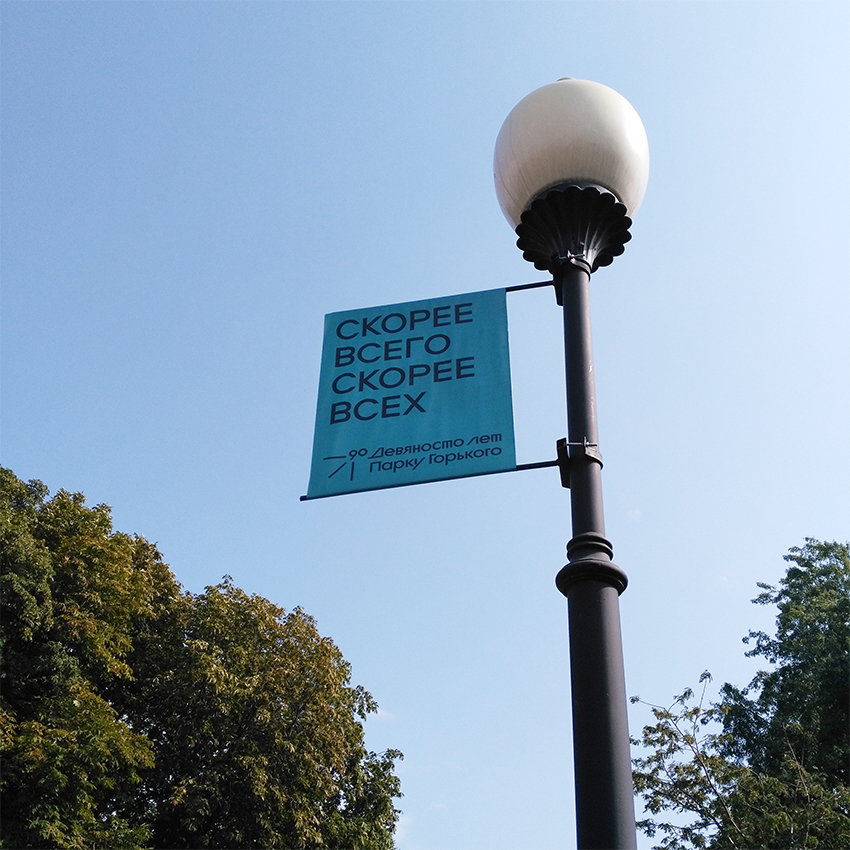 СКОРЕЕ
ВСЕГО
СКОРЕЕ
ВСЕХ
90 Девяносто лет
Парку Горького